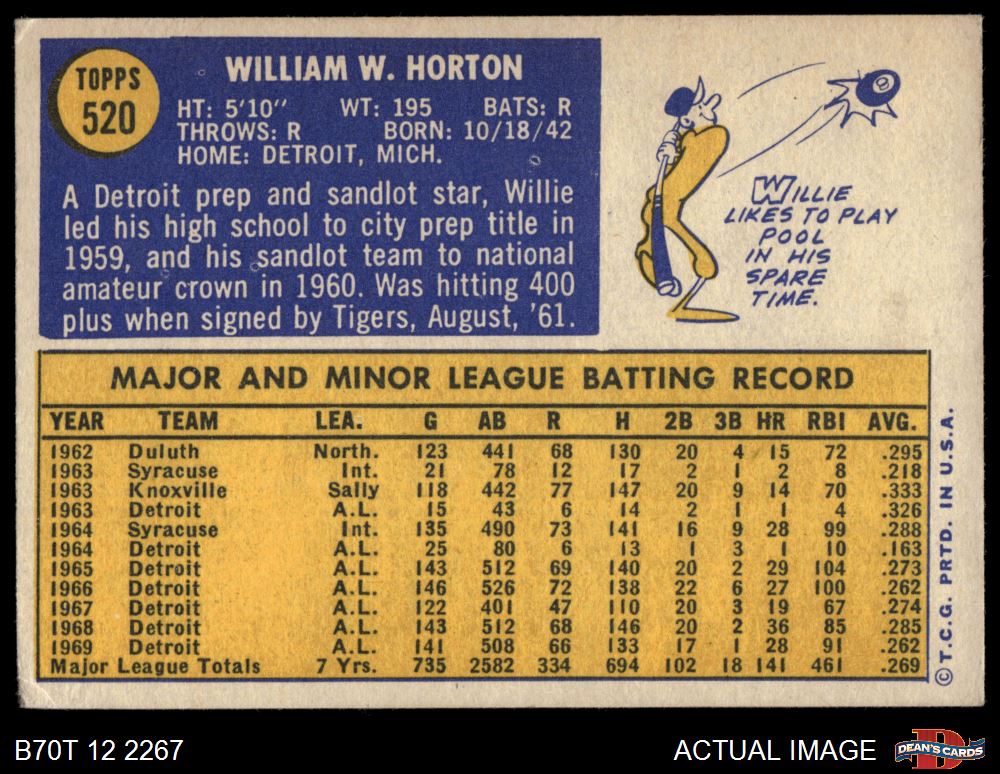 TOPPS
520
WILLIAM W. HORTON
HT: 5'10" WT: 195 BATS: R
THROWS: R BORN: 10/18/42
HOME: DETROIT, MICH.
A Detroit prep and sandlot star, Willie
led his high school to city prep title in
1959, and his sandlot team to national
amateur crown in 1960. Was hitting 400
plus when signed by Tigers, August, '61.
8
WILLIE
LIKES TO PLAY
POOL
IN HIS
SPARE
TIME.
MAJOR AND MINOR LEAGUE BATTING RECORD
YEAR TEAM LEA. G AB R H 2B 3B HR RBI AVG.
1962 Duluth North. 123 441 68 130 20 4 15 72 .295
1963 Syracuse Int. 21 78 12 17 2 1 2 8 .218
1963 Knoxville Sally 118 442 77 147 20 9 14 70 .333
1963 Detroit A.L. 15 43 6 14 2 1 1 4 .326
1964 Syracuse Int. 135 490 73 141 16 9 28 99 .288
1964 Detroit A.L. 25 80 6 13 1 3 1 10 .163
1965 Detroit A.L. 143 512 69 140 20 2 29 104 .273
1966 Detroit A.L. 146 526 72 138 22 6 27 100 .262
1967 Detroit A.L. 122 401 47 110 20 3 19 67 .274
1968 Detroit A.L. 143 512 68 146 20 2 36 85 .285
1969 Detroit A.L. 141 508 66 133 17 1 28 91 .262
Major League Totals 7 Yrs. 735 2582 334 694 102 18 141 461 .269
©T.C.G. PRTD. IN U.S.A.
B70T 12 2267
ACTUAL IMAGE
D
DEAN'S CARDS